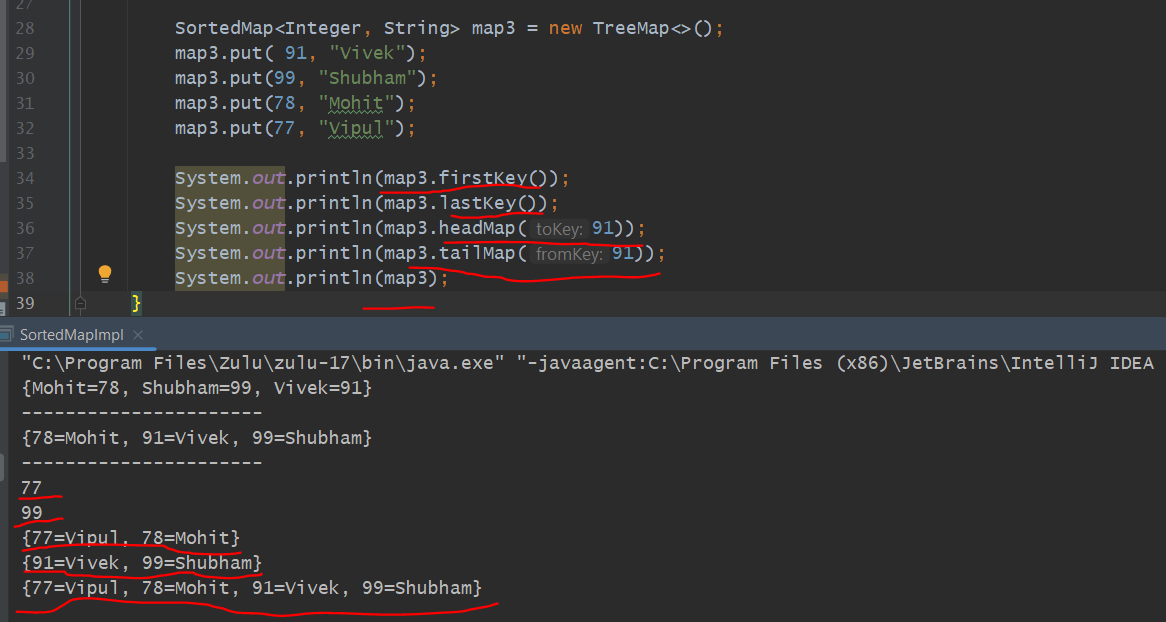 27
28 SortedMap<Integer, String> map3 = new TreeMap<>();
29 map3.put( 91, "Vivek");
30 map3.put(99, "Shubham");
31 map3.put(78, "Mohit");
32 map3.put(77, "Vipul");
33
34 System.out.println(map3.firstKey());
35 System.out.println(map3.lastKey());
36 System.out.println(map3.headMap( toKey: 91));
37 System.out.println(map3.tailMap( fromKey: 91));
38 System.out.println(map3);
39 }
SortedMapImpl ×
"C:\Program Files\Zulu\zulu-17\bin\java.exe" "-javaagent:C:\Program Files (x86)\JetBrains\IntelliJ IDEA
{Mohit=78, Shubham=99, Vivek=91}
----------------------
{78=Mohit, 91=Vivek, 99=Shubham}
----------------------
77
99
{77=Vipul, 78=Mohit}
{91=Vivek, 99=Shubham}
{77=Vipul, 78=Mohit, 91=Vivek, 99=Shubham}